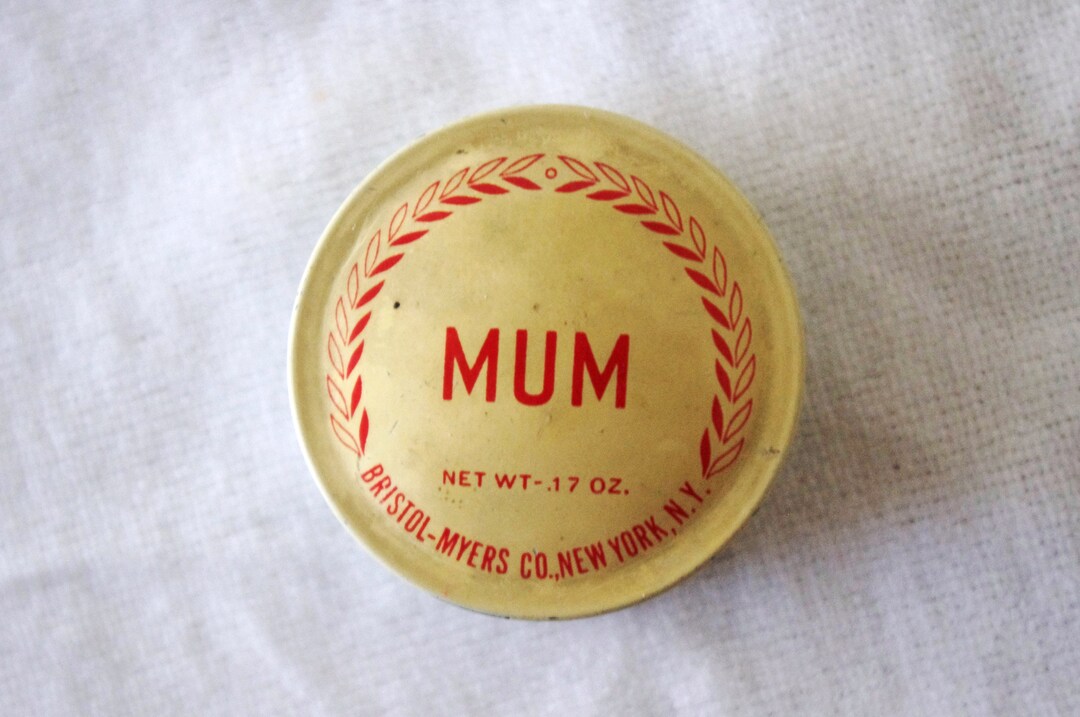 MUM
NET WT-.17 OZ.
BRISTOL-MYERS CO.,NEW YORK, N.Y.